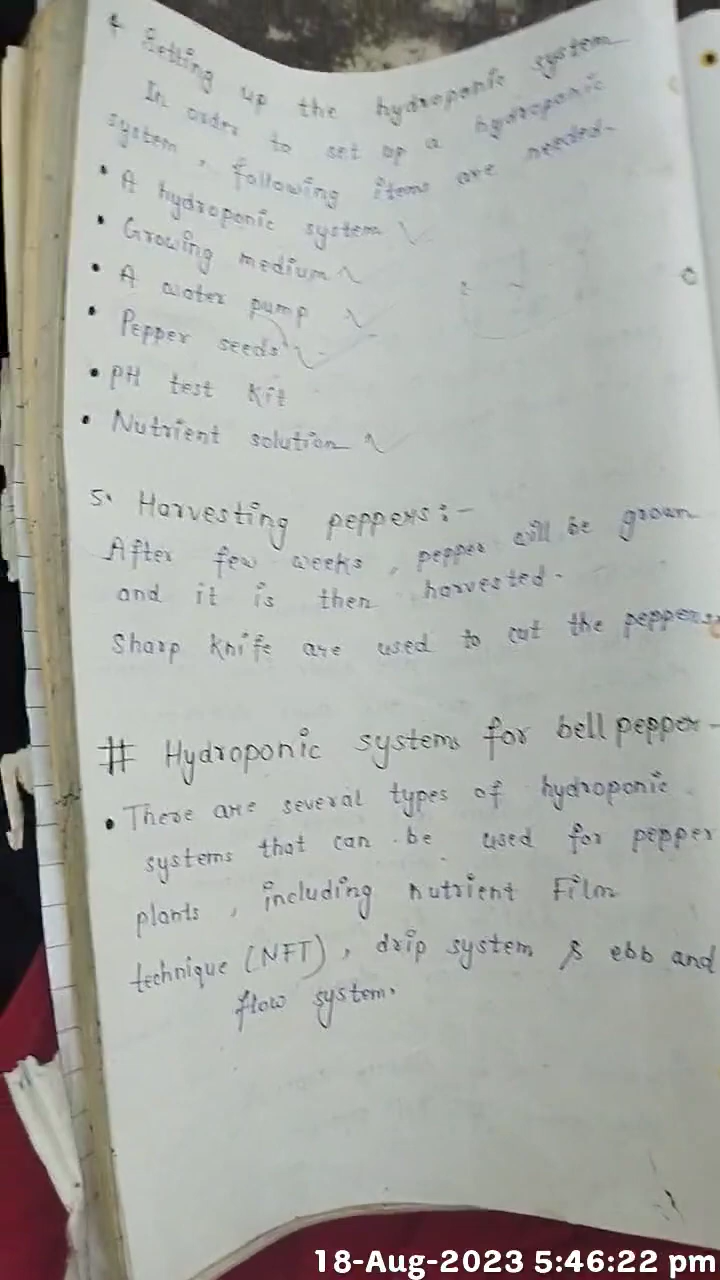 4 Setting up the hydroponic system
In order to set up a hydroponic
system, following items are needed-
• A hydroponic system
• Growing medium
• A water pump
• Pepper seeds
• pH test kit
• Nutrient solution
5. Harvesting peppers:-
After few weeks, pepper will be grown
and it is then harvested.
Sharp knife are used to cut the peppers.
# Hydroponic systems for bell pepper-
• There are several types of hydroponic
systems that can be used for pepper
plants, including Nutrient Film
technique (NFT), drip system & ebb and
flow system.
18-Aug-2023 5:46:22 pm